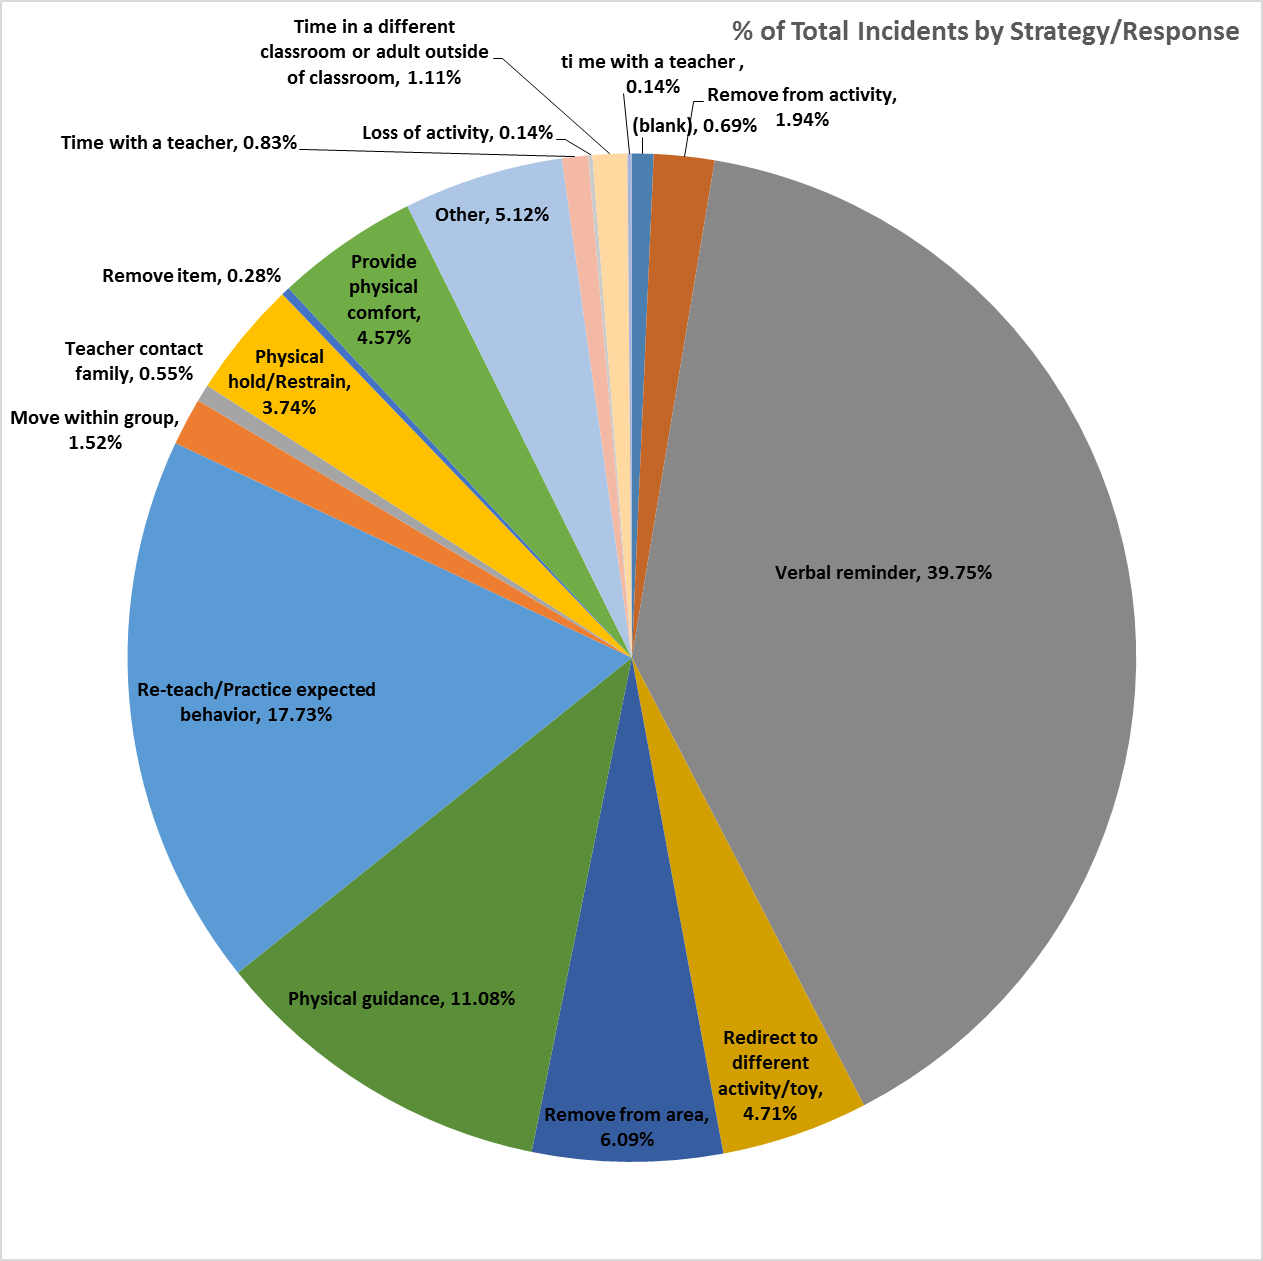 % of Total Incidents by Strategy/Response
Time in a different
classroom or adult outside
of classroom, 1.11%
ti me with a teacher ,
0.14%
Remove from activity,
1.94%
(blank), 0.69%
Loss of activity, 0.14%
Time with a teacher, 0.83%
Other, 5.12%
Provide
physical
comfort,
4.57%
Remove item, 0.28%
Physical
hold/Restrain,
3.74%
Teacher contact
family, 0.55%
Move within group,
1.52%
Verbal reminder, 39.75%
Re-teach/Practice expected
behavior, 17.73%
Physical guidance, 11.08%
Remove from area,
6.09%
Redirect to
different
activity/toy,
4.71%